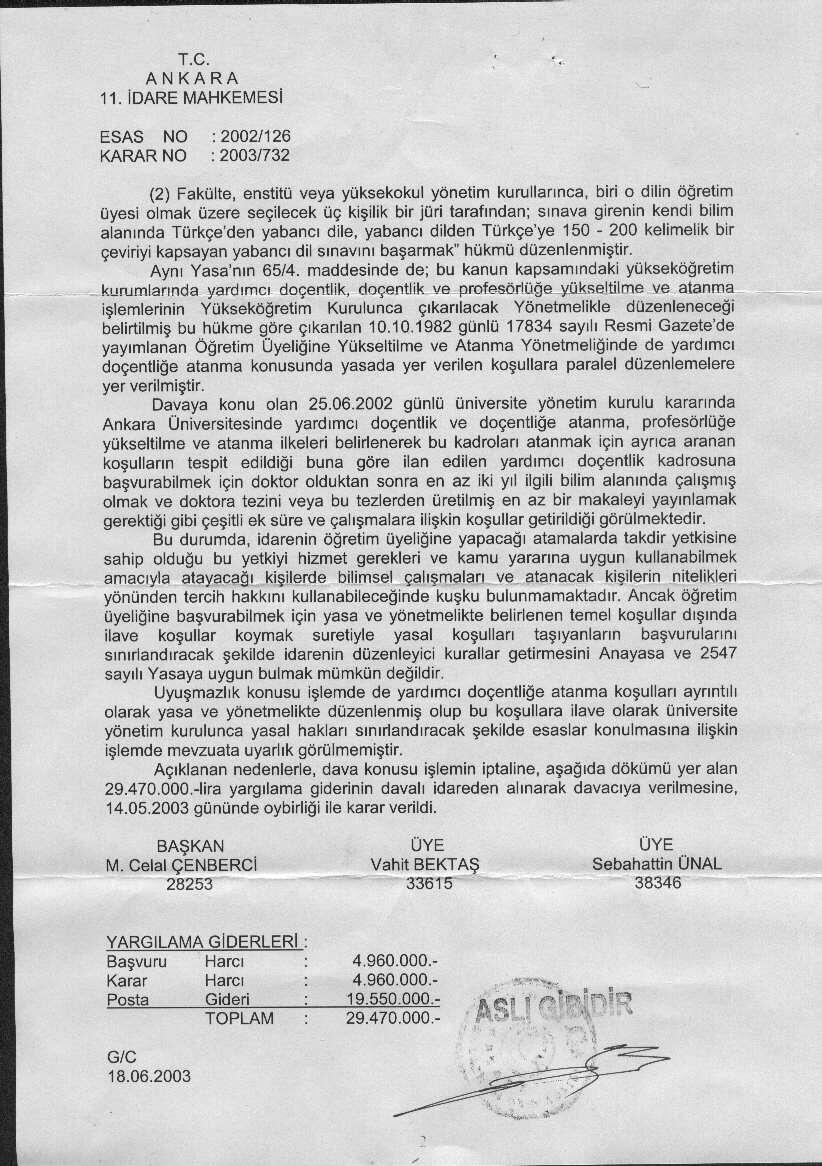 T.C.
ANKARA
11. İDARE MAHKEMESİ
ESAS NO : 2002/126
KARAR NO : 2003/732
(2) Fakülte, enstitü veya yüksekokul yönetim kurullarınca, biri o dilin öğretim
üyesi olmak üzere seçilecek üç kişilik bir jüri tarafından; sınava girenin kendi bilim
alanında Türkçe'den yabancı dile, yabancı dilden Türkçe'ye 150 - 200 kelimelik bir
çeviriyi kapsayan yabancı dil sınavını başarmak" hükmü düzenlenmiştir.
Aynı Yasa'nın 65/4. maddesinde de; bu kanun kapsamındaki yükseköğretim
kurumlarında yardımcı doçentlik, doçentlik ve profesörlüğe yükseltilme ve atanma
işlemlerinin Yükseköğretim Kurulunca çıkarılacak Yönetmelikle düzenleneceği
belirtilmiş bu hükme göre çıkarılan 10.10.1982 günlü 17834 sayılı Resmi Gazete'de
yayımlanan Öğretim Üyeliğine Yükseltilme ve Atanma Yönetmeliğinde de yardımcı
doçentliğe atanma konusunda yasada yer verilen koşullara paralel düzenlemelere
yer verilmiştir.
Davaya konu olan 25.06.2002 günlü üniversite yönetim kurulu kararında
Ankara Üniversitesinde yardımcı doçentlik ve doçentliğe atanma, profesörlüğe
yükseltilme ve atanma ilkeleri belirlenerek bu kadroları atanmak için ayrıca aranan
koşulların tespit edildiği buna göre ilan edilen yardımcı doçentlik kadrosuna
başvurabilmek için doktor olduktan sonra en az iki yıl ilgili bilim alanında çalışmış
olmak ve doktora tezini veya bu tezlerden üretilmiş en az bir makaleyi yayınlamak
gerektiği gibi çeşitli ek süre ve çalışmalara ilişkin koşullar getirildiği görülmektedir.
Bu durumda, idarenin öğretim üyeliğine yapacağı atamalarda takdir yetkisine
sahip olduğu bu yetkiyi hizmet gerekleri ve kamu yararına uygun kullanabilmek
amacıyla atayacağı kişilerde bilimsel çalışmaları ve atanacak kişilerin nitelikleri
yönünden tercih hakkını kullanabileceğinde kuşku bulunmamaktadır. Ancak öğretim
üyeliğine başvurabilmek için yasa ve yönetmelikte belirlenen temel koşullar dışında
ilave koşullar koymak suretiyle yasal koşulları taşıyanların başvurularını
sınırlandıracak şekilde idarenin düzenleyici kurallar getirmesini Anayasa ve 2547
sayılı Yasaya uygun bulmak mümkün değildir.
Uyuşmazlık konusu işlemde de yardımcı doçentliğe atanma koşulları ayrıntılı
olarak yasa ve yönetmelikte düzenlenmiş olup bu koşullara ilave olarak üniversite
yönetim kurulunca yasal hakları sınırlandıracak şekilde esaslar konulmasına ilişkin
işlemde mevzuata uyarlık görülmemiştir.
Açıklanan nedenlerle, dava konusu işlemin iptaline, aşağıda dökümü yer alan
29.470.000.-lira yargılama giderinin davalı idareden alınarak davacıya verilmesine,
14.05.2003 gününde oybirliği ile karar verildi.
BAŞKAN ÜYE ÜYE
M. Celal ÇENBERCİ Vahit BEKTAŞ Sebahattin ÜNAL
28253 33615 38346
YARGILAMA GİDERLERİ :
Başvuru Harcı : 4.960.000.-
Karar Harcı : 4.960.000.-
Posta Gideri : 19.550.000.-
TOPLAM : 29.470.000.-
ASLI GİBİDİR
G/C
18.06.2003
2